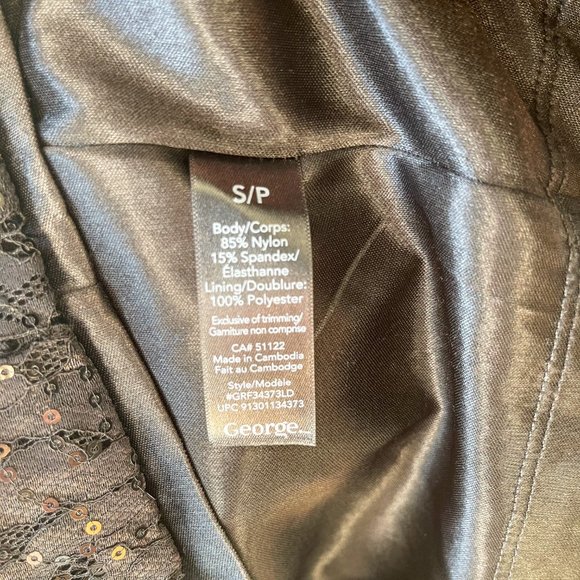 S/P
Body/Corps:
85% Nylon
15% Spandex/
Élasthanne
Lining/Doublure:
100% Polyester
Exclusive of trimming/
Garniture non comprise
CA# 51122
Made in Cambodia
Fait au Cambodge
Style/Modèle
#GRF34373LD
UPC 91301134373
George